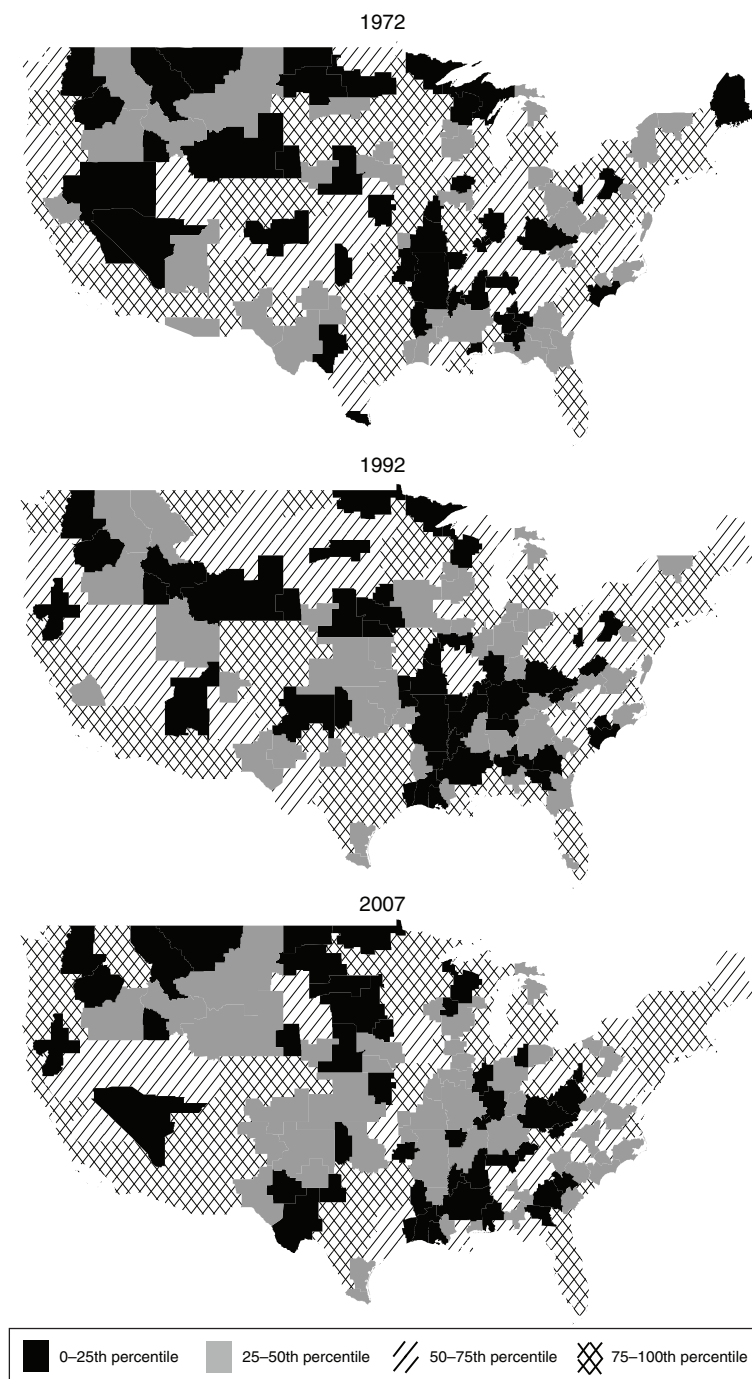 1972
1992
2007
0–25th percentile
25–50th percentile
50–75th percentile
75–100th percentile